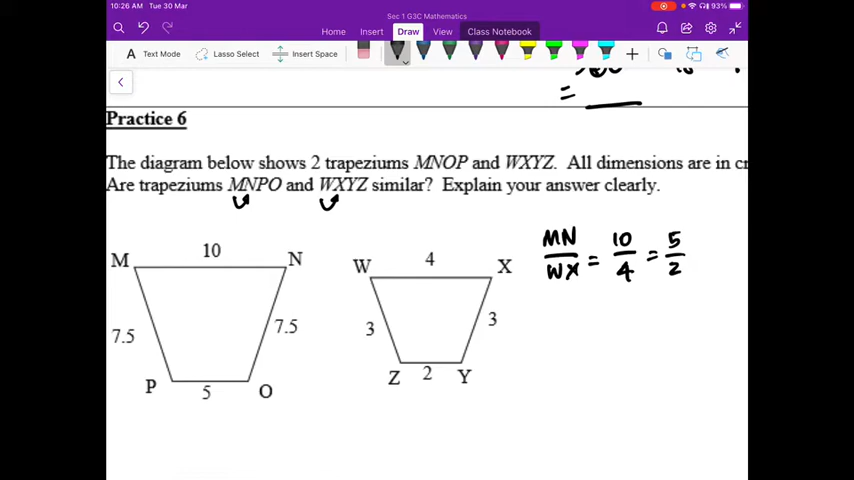 10:26 AM Tue 30 Mar
Sec 1 G3C Mathematics
93%
Home Insert Draw View Class Notebook
Text Mode Lasso Select Insert Space
=
Practice 6
The diagram below shows 2 trapeziums MNOP and WXYZ. All dimensions are in cr
Are trapeziums MNPO and WXYZ similar? Explain your answer clearly.
M 10 N
W 4 X
MN/WX = 10/4 = 5/2
7.5 7.5
3 3
P 5 O
Z 2 Y